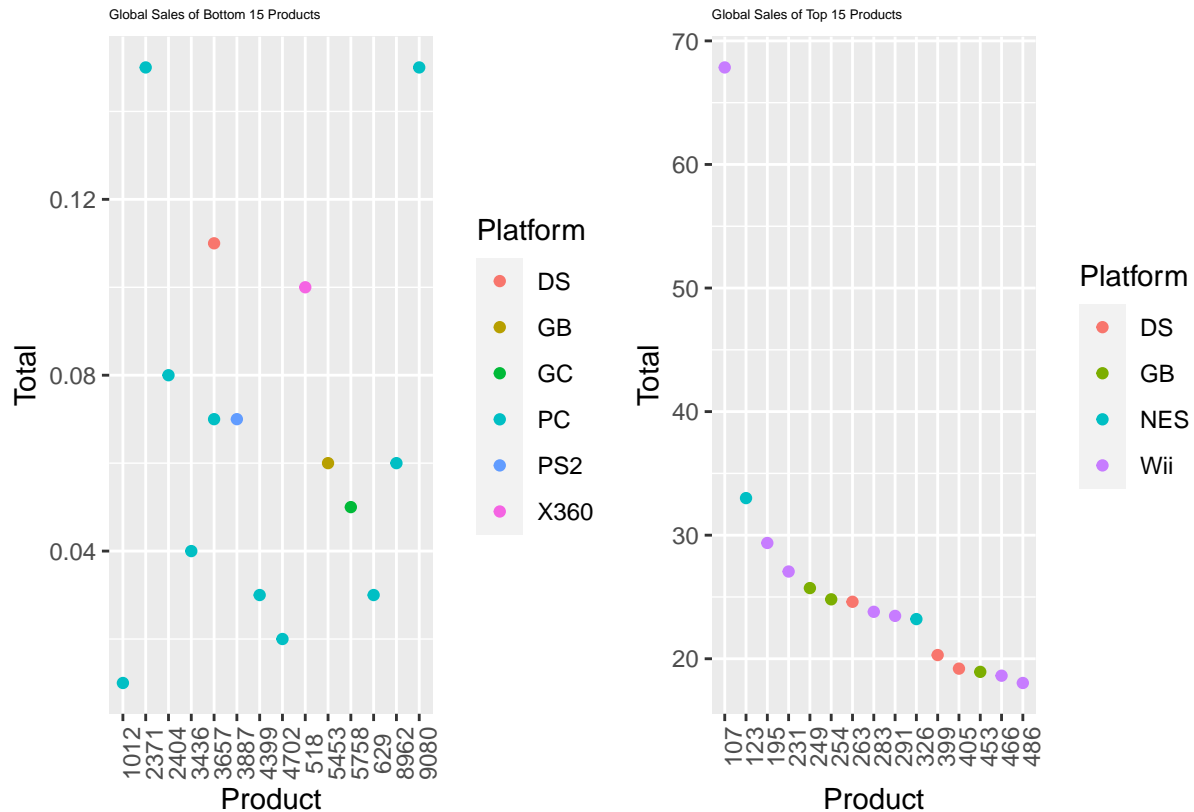 Global Sales of Bottom 15 Products
Total
0.12
0.08
0.04
1012
2371
2404
3436
3657
3887
4399
4702
518
5453
5758
629
8962
9080
Product
Platform
DS
GB
GC
PC
PS2
X360
Global Sales of Top 15 Products
Total
70
60
50
40
30
20
107
123
195
231
249
254
263
283
291
326
399
405
453
466
486
Product
Platform
DS
GB
NES
Wii